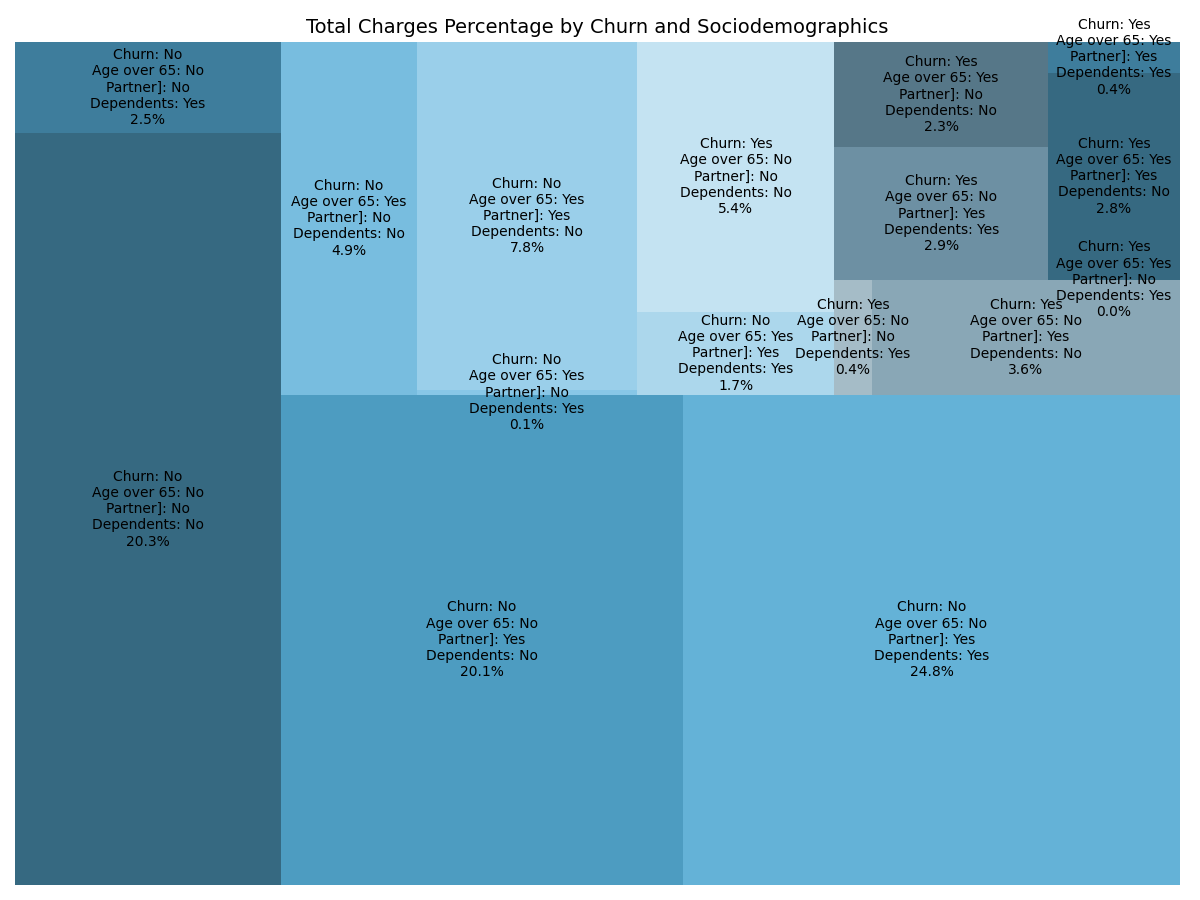 Total Charges Percentage by Churn and Sociodemographics
Churn: No
Age over 65: No
Partner]: No
Dependents: Yes
2.5%
Churn: No
Age over 65: No
Partner]: No
Dependents: No
20.3%
Churn: No
Age over 65: Yes
Partner]: No
Dependents: No
4.9%
Churn: No
Age over 65: Yes
Partner]: Yes
Dependents: No
7.8%
Churn: No
Age over 65: Yes
Partner]: No
Dependents: Yes
0.1%
Churn: Yes
Age over 65: No
Partner]: No
Dependents: No
5.4%
Churn: No
Age over 65: Yes
Partner]: Yes
Dependents: Yes
1.7%
Churn: Yes
Age over 65: Yes
Partner]: No
Dependents: No
2.3%
Churn: Yes
Age over 65: No
Partner]: Yes
Dependents: Yes
2.9%
Churn: Yes
Age over 65: No
Partner]: No
Dependents: Yes
0.4%
Churn: Yes
Age over 65: No
Partner]: Yes
Dependents: No
3.6%
Churn: Yes
Age over 65: Yes
Partner]: Yes
Dependents: Yes
0.4%
Churn: Yes
Age over 65: Yes
Partner]: Yes
Dependents: No
2.8%
Churn: Yes
Age over 65: Yes
Partner]: No
Dependents: Yes
0.0%
Churn: No
Age over 65: No
Partner]: Yes
Dependents: No
20.1%
Churn: No
Age over 65: No
Partner]: Yes
Dependents: Yes
24.8%